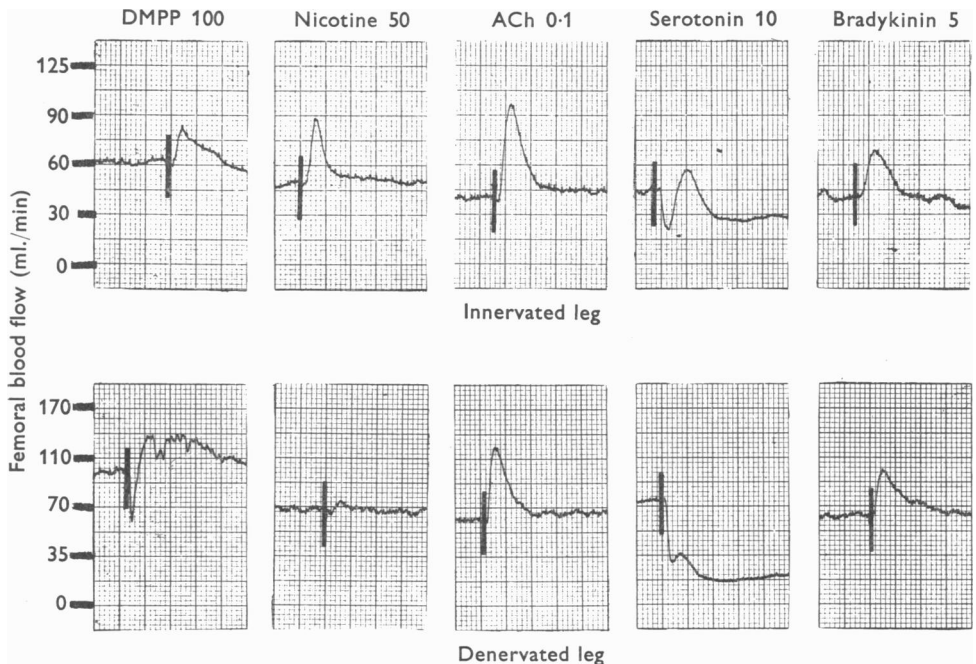 DMPP 100 Nicotine 50 ACh 0·1 Serotonin 10 Bradykinin 5
Femoral blood flow (ml./min)
125
90
60
30
0
Innervated leg
170
110
70
35
0
Denervated leg